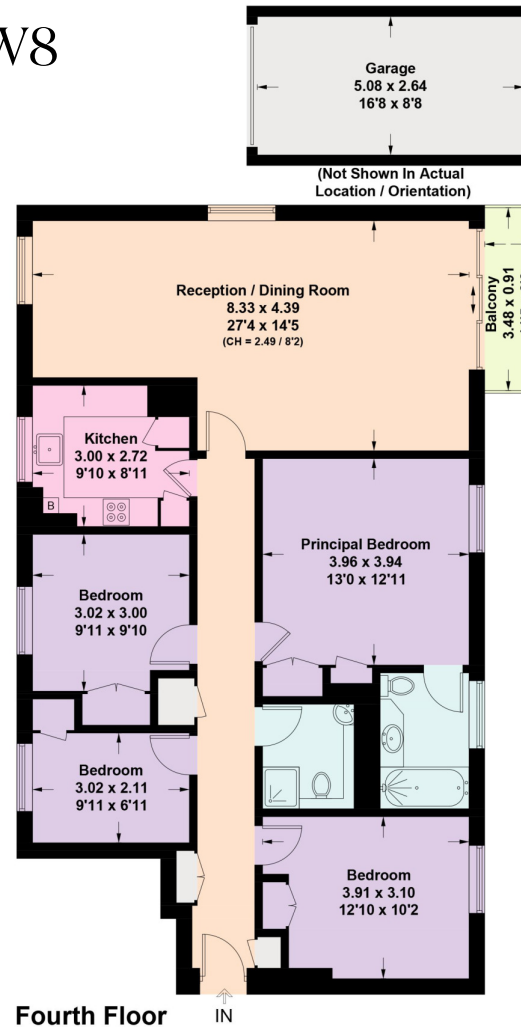 W8
Garage
5.08 x 2.64
16'8 x 8'8
(Not Shown In Actual
Location / Orientation)
Reception / Dining Room
8.33 x 4.39
27'4 x 14'5
(CH = 2.49 / 8'2)
Balcony
3.48 x 0.91
Kitchen
3.00 x 2.72
9'10 x 8'11
B
Principal Bedroom
3.96 x 3.94
13'0 x 12'11
Bedroom
3.02 x 3.00
9'11 x 9'10
Bedroom
3.02 x 2.11
9'11 x 6'11
Bedroom
3.91 x 3.10
12'10 x 10'2
Fourth Floor
IN